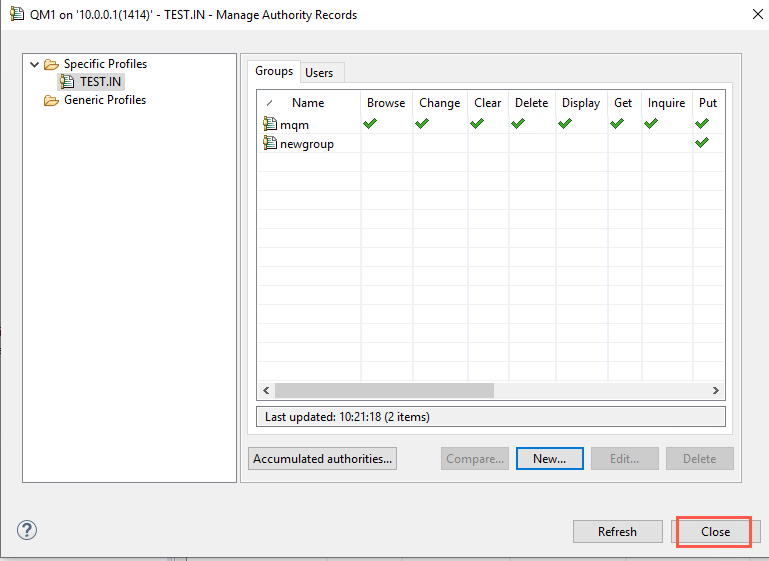 QM1 on '10.0.0.1(1414)' - TEST.IN - Manage Authority Records
Specific Profiles
TEST.IN
Generic Profiles
Groups Users
Name Browse Change Clear Delete Display Get Inquire Put
mqm
newgroup
Last updated: 10:21:18 (2 items)
Accumulated authorities... Compare... New... Edit... Delete
? Refresh Close